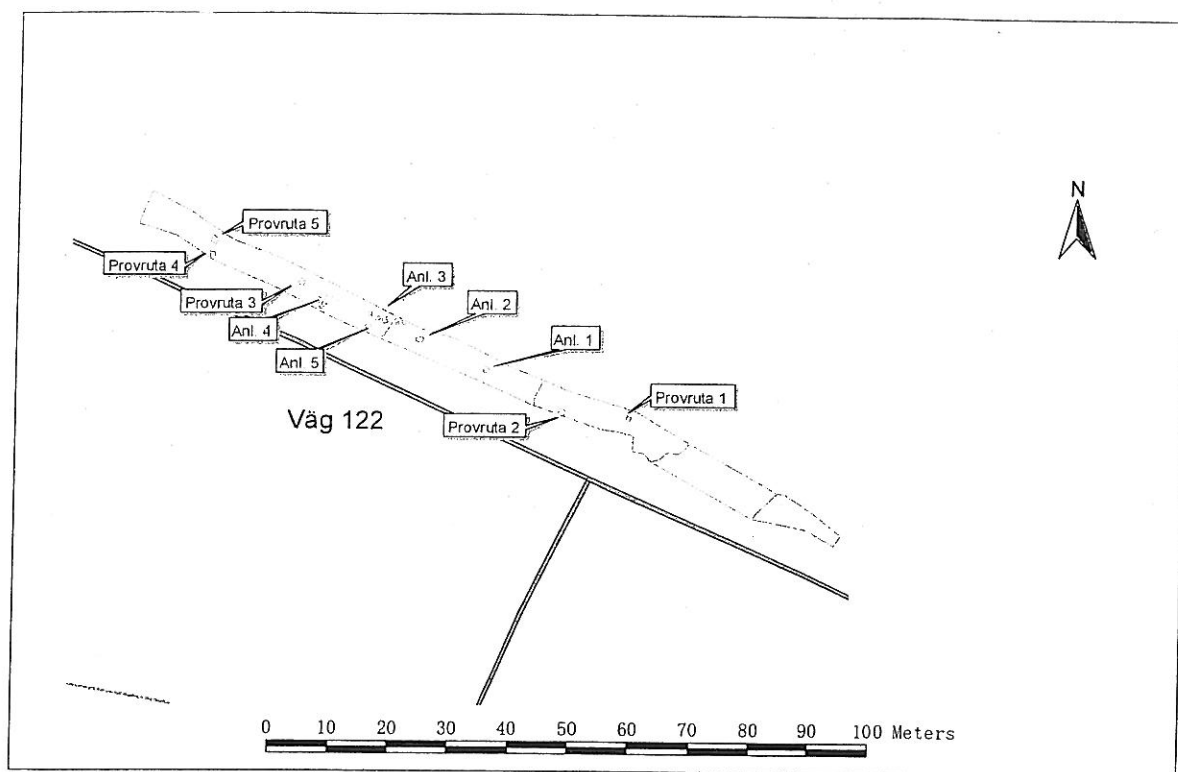 N
Provruta 5
Provruta 4
Anl. 3
Provruta 3
Anl. 2
Anl. 4
Anl. 1
Anl. 5
Provruta 1
Väg 122
Provruta 2
0 10 20 30 40 50 60 70 80 90 100 Meters